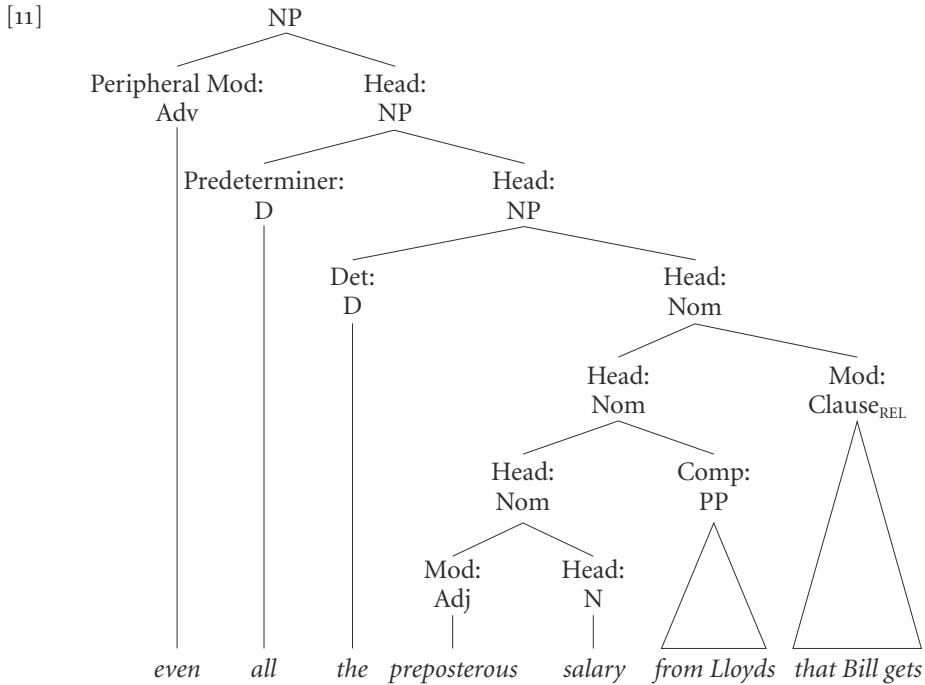 [11] NP
Peripheral Mod: Head:
Adv NP
Predeterminer: Head:
D NP
Det: Head:
D Nom
Head: Mod:
Nom Clause_REL
Head: Comp:
Nom PP
Mod: Head:
Adj N
even all the preposterous salary from Lloyds that Bill gets